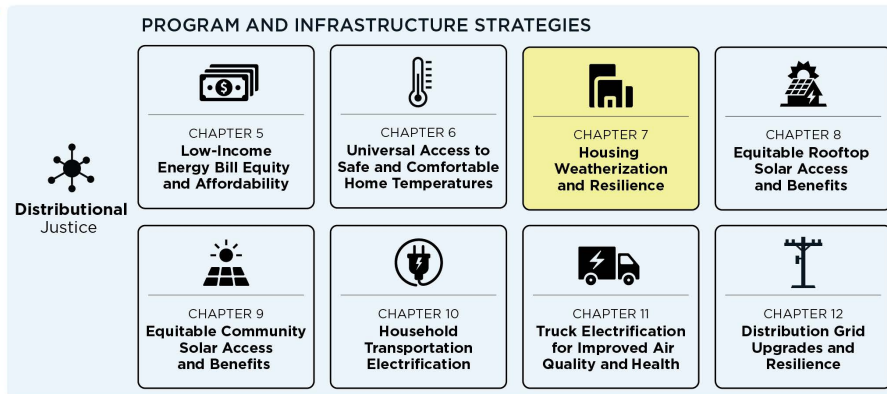 PROGRAM AND INFRASTRUCTURE STRATEGIES
Distributional
Justice
CHAPTER 5
Low-Income
Energy Bill Equity
and Affordability
CHAPTER 6
Universal Access to
Safe and Comfortable
Home Temperatures
CHAPTER 7
Housing
Weatherization
and Resilience
CHAPTER 8
Equitable Rooftop
Solar Access
and Benefits
CHAPTER 9
Equitable Community
Solar Access
and Benefits
CHAPTER 10
Household
Transportation
Electrification
CHAPTER 11
Truck Electrification
for Improved Air
Quality and Health
CHAPTER 12
Distribution Grid
Upgrades and
Resilience